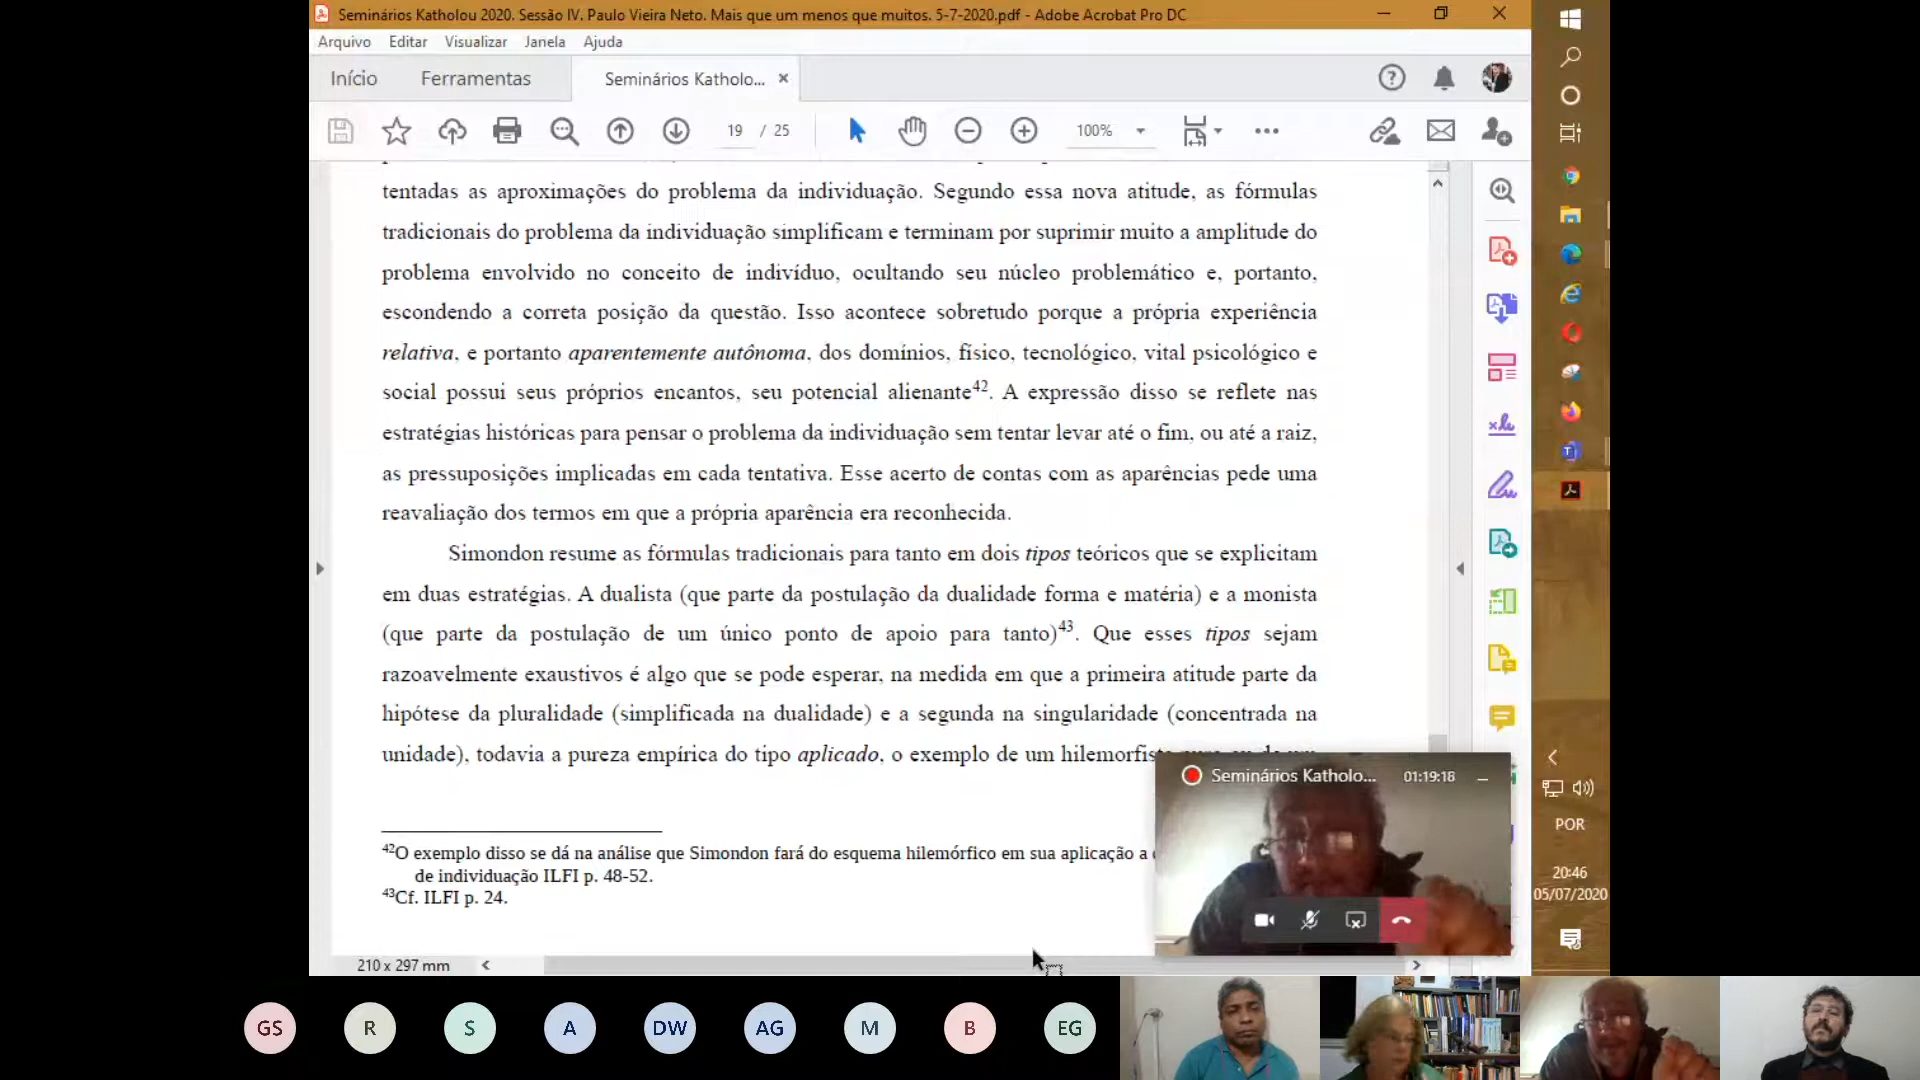 Seminários Katholou 2020. Sessão IV. Paulo Vieira Neto. Mais que um menos que muitos. 5-7-2020.pdf - Adobe Acrobat Pro DC
Arquivo Editar Visualizar Janela Ajuda
Início Ferramentas Seminários Katholo...
19 / 25 100%
tentadas as aproximações do problema da individuação. Segundo essa nova atitude, as fórmulas
tradicionais do problema da individuação simplificam e terminam por suprimir muito a amplitude do
problema envolvido no conceito de indivíduo, ocultando seu núcleo problemático e, portanto,
escondendo a correta posição da questão. Isso acontece sobretudo porque a própria experiência
relativa, e portanto aparentemente autônoma, dos domínios, físico, tecnológico, vital psicológico e
social possui seus próprios encantos, seu potencial alienante42. A expressão disso se reflete nas
estratégias históricas para pensar o problema da individuação sem tentar levar até o fim, ou até a raiz,
as pressuposições implicadas em cada tentativa. Esse acerto de contas com as aparências pede uma
reavaliação dos termos em que a própria aparência era reconhecida.
Simondon resume as fórmulas tradicionais para tanto em dois tipos teóricos que se explicitam
em duas estratégias. A dualista (que parte da postulação da dualidade forma e matéria) e a monista
(que parte da postulação de um único ponto de apoio para tanto)43. Que esses tipos sejam
razoavelmente exaustivos é algo que se pode esperar, na medida em que a primeira atitude parte da
hipótese da pluralidade (simplificada na dualidade) e a segunda na singularidade (concentrada na
unidade), todavia a pureza empírica do tipo aplicado, o exemplo de um
42O exemplo disso se dá na análise que Simondon fará do esquema hilemórfico em sua aplicação a
de individuação ILFI p. 48-52.
43Cf. ILFI p. 24.
Seminários Katholo... 01:19:18
210 x 297 mm
POR
20:46
05/07/2020
GS R S A DW AG M B EG